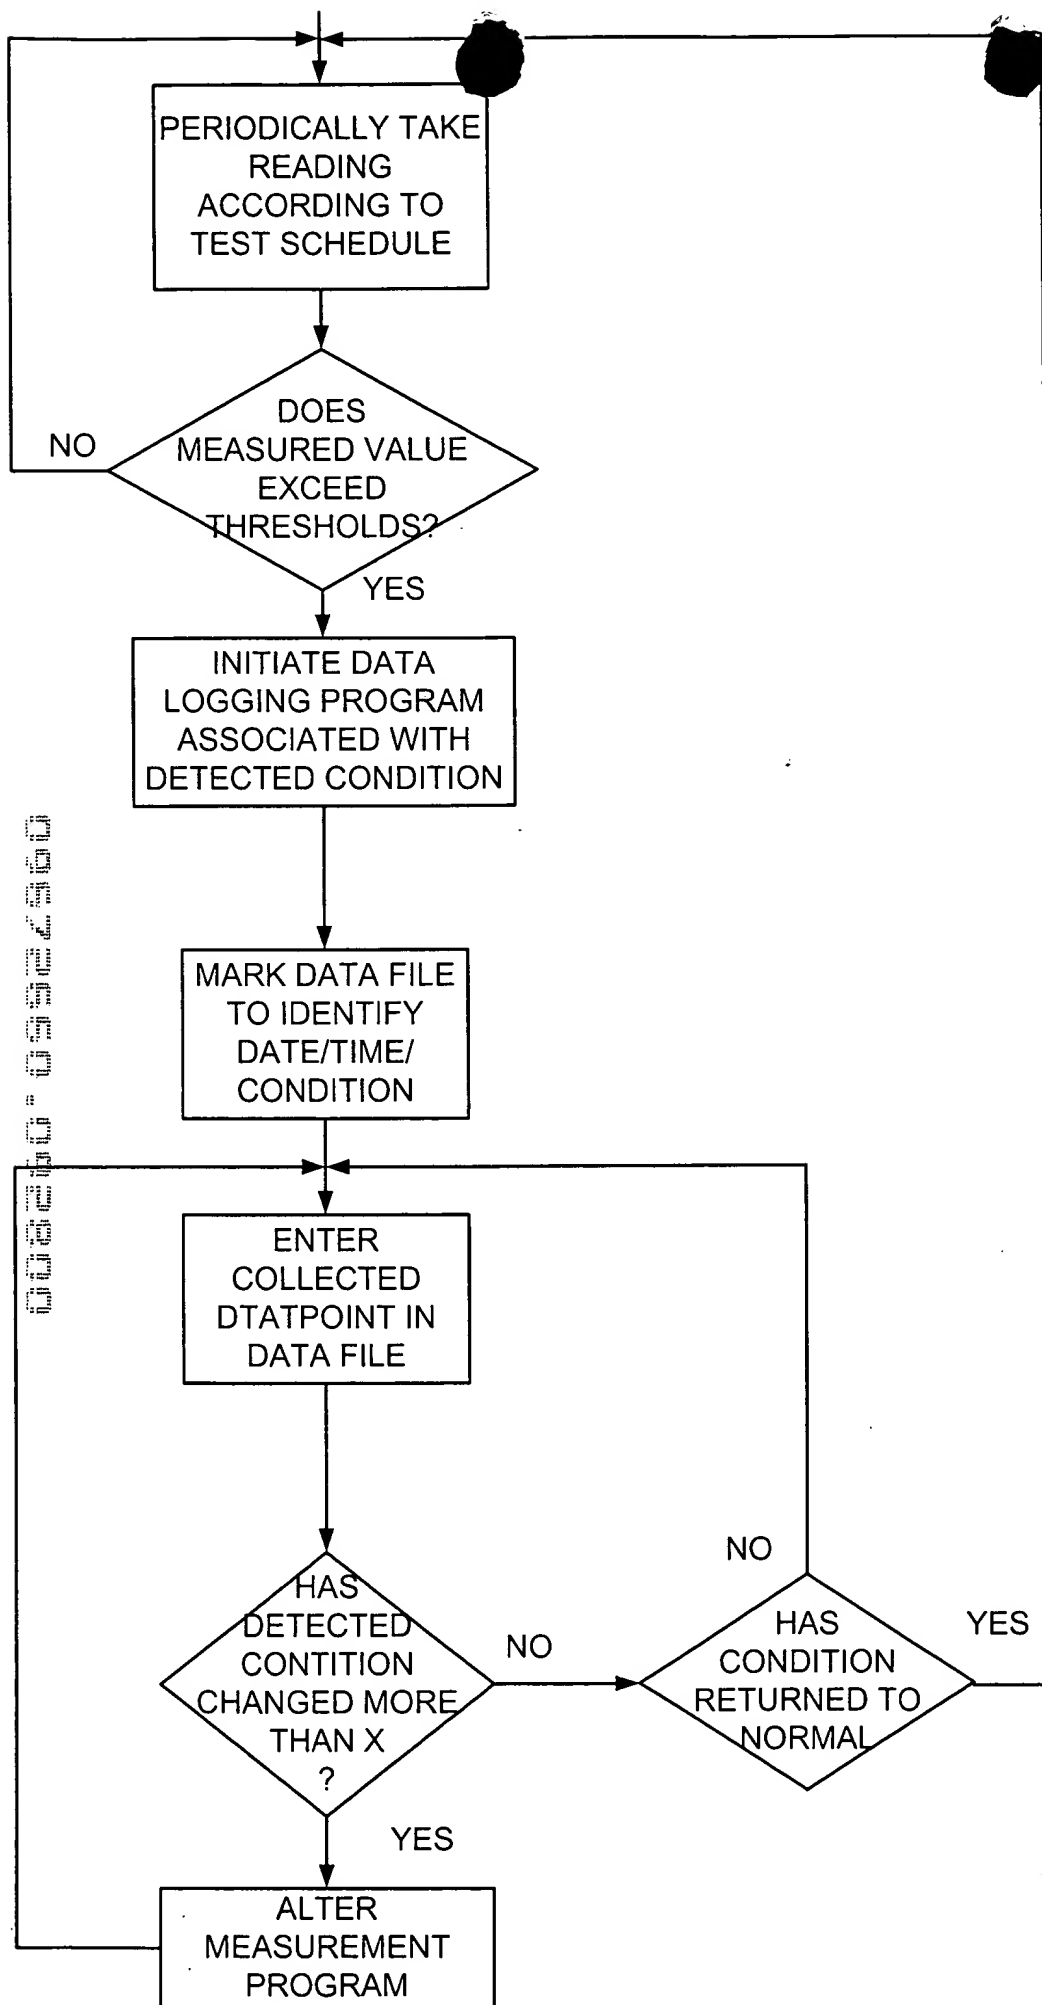 PERIODICALLY TAKE
READING
ACCORDING TO
TEST SCHEDULE
DOES
MEASURED VALUE
EXCEED
THRESHOLDS?
NO
YES
INITIATE DATA
LOGGING PROGRAM
ASSOCIATED WITH
DETECTED CONDITION
MARK DATA FILE
TO IDENTIFY
DATE/TIME/
CONDITION
ENTER
COLLECTED
DTATPOINT IN
DATA FILE
HAS
DETECTED
CONTITION
CHANGED MORE
THAN X
?
NO
YES
HAS
CONDITION
RETURNED TO
NORMAL
NO
YES
ALTER
MEASUREMENT
PROGRAM